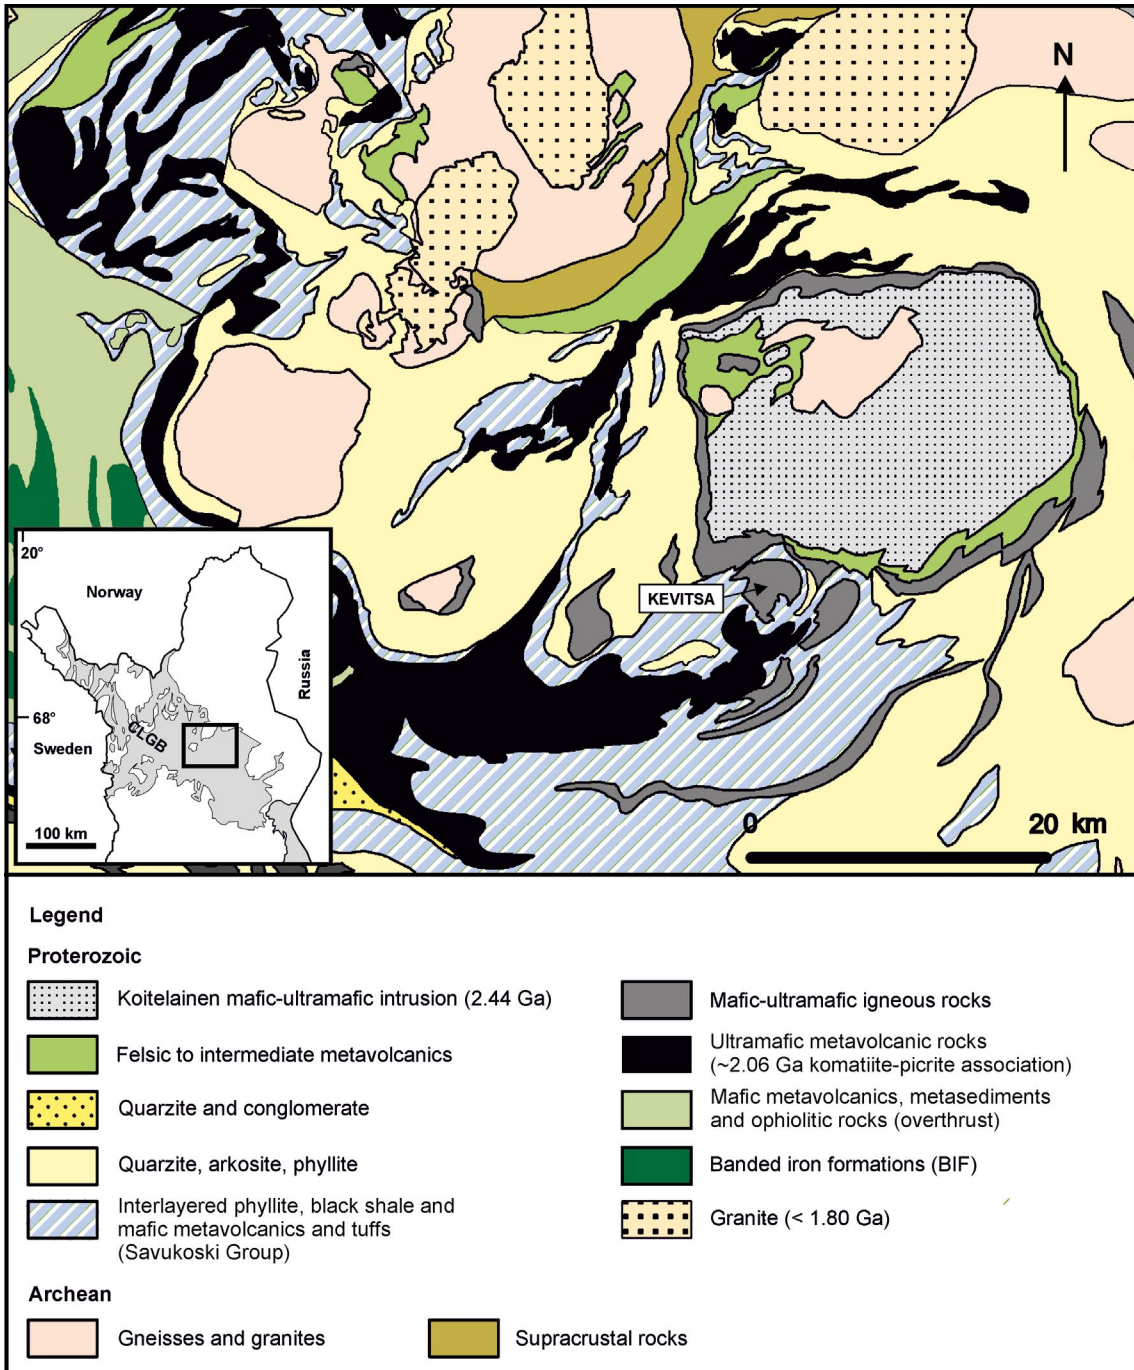 N
KEVITSA
0
20 km
20°
Norway
Russia
68°
Sweden
CLGB
100 km
Legend
Proterozoic
Koitelainen mafic-ultramafic intrusion (2.44 Ga)
Felsic to intermediate metavolcanics
Quarzite and conglomerate
Quarzite, arkosite, phyllite
Interlayered phyllite, black shale and
mafic metavolcanics and tuffs
(Savukoski Group)
Mafic-ultramafic igneous rocks
Ultramafic metavolcanic rocks
(~2.06 Ga komatiite-picrite association)
Mafic metavolcanics, metasediments
and ophiolitic rocks (overthrust)
Banded iron formations (BIF)
Granite (< 1.80 Ga)
Archean
Gneisses and granites
Supracrustal rocks